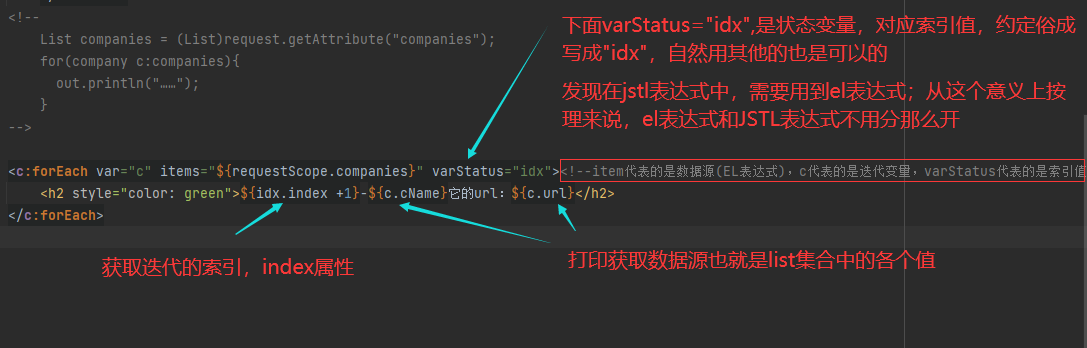 <!--
List companies = (List)request.getAttribute("companies");
for(company c:companies){
out.println("……");
}
-->
下面varStatus="idx",是状态变量，对应索引值，约定俗成
写成"idx"，自然用其他的也是可以的
发现在jstl表达式中，需要用到el表达式；从这个意义上按
理来说，el表达式和JSTL表达式不用分那么开
<c:forEach var="c" items="${requestScope.companies}" varStatus="idx"><!--item代表的是数据源(EL表达式)，c代表的是迭代变量，varStatus代表的是索引值
<h2 style="color: green">${idx.index +1}-${c.cName}它的url：${c.url}</h2>
</c:forEach>
获取迭代的索引，index属性
打印获取数据源也就是list集合中的各个值